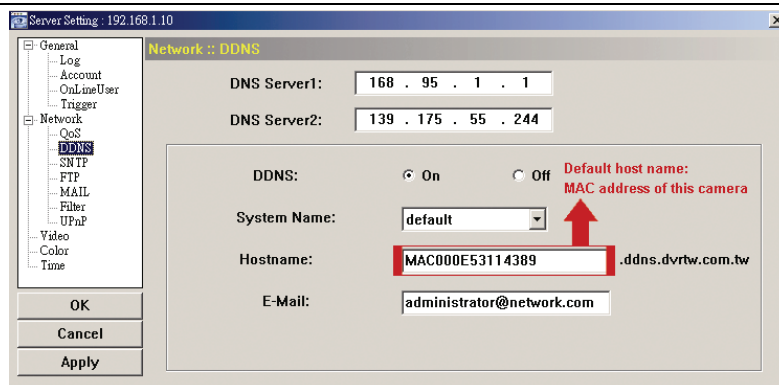 Server Setting : 192.168.1.10
General
Log
Account
OnLineUser
Trigger
Network
QoS
DDNS
SNTP
FTP
MAIL
Filter
UPnP
Video
Color
Time
OK
Cancel
Apply
Network :: DDNS
DNS Server1: 168 . 95 . 1 . 1
DNS Server2: 139 . 175 . 55 . 244
DDNS: On Off
Default host name:
MAC address of this camera
System Name: default
Hostname: MAC000E53114389 .ddns.dvrtw.com.tw
E-Mail: administrator@network.com